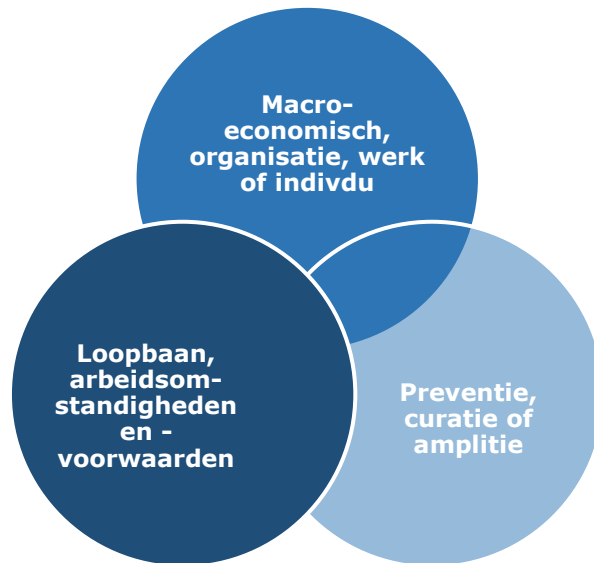 Macro-
economisch,
organisatie, werk
of indivdu
Loopbaan,
arbeidsom-
standigheden
en -
voorwaarden
Preventie,
curatie of
amplitie